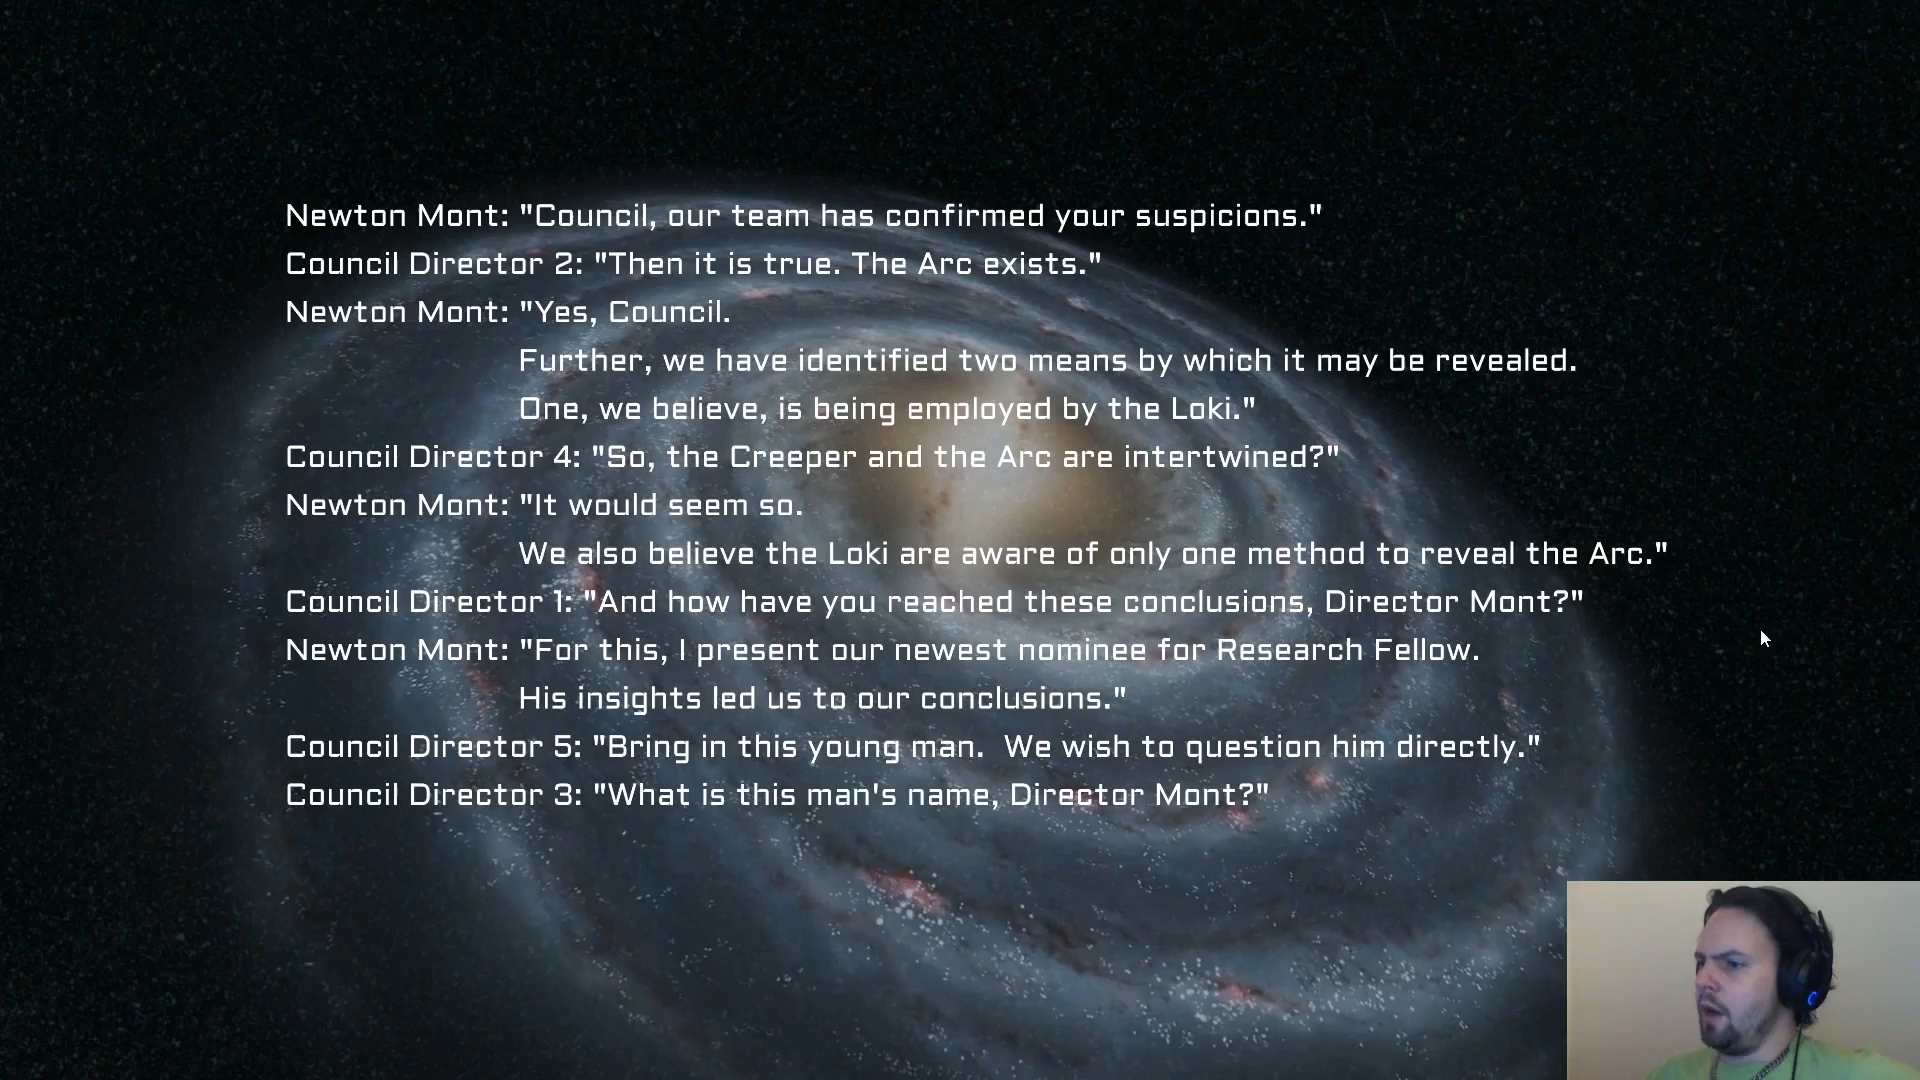 Newton Mont: "Council, our team has confirmed your suspicions."
Council Director 2: "Then it is true. The Arc exists."
Newton Mont: "Yes, Council.
Further, we have identified two means by which it may be revealed.
One, we believe, is being employed by the Loki."
Council Director 4: "So, the Creeper and the Arc are intertwined?"
Newton Mont: "It would seem so.
We also believe the Loki are aware of only one method to reveal the Arc."
Council Director 1: "And how have you reached these conclusions, Director Mont?"
Newton Mont: "For this, I present our newest nominee for Research Fellow.
His insights led us to our conclusions."
Council Director 5: "Bring in this young man.  We wish to question him directly."
Council Director 3: "What is this man's name, Director Mont?"